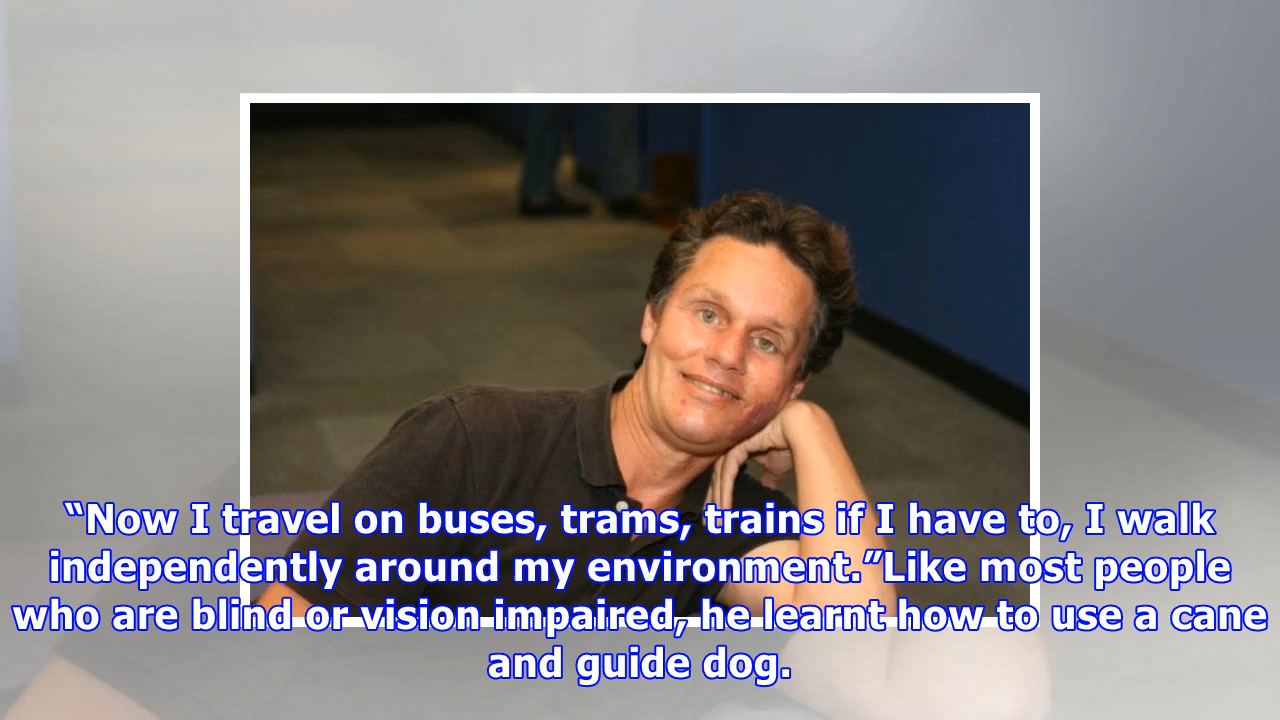 “Now I travel on buses, trams, trains if I have to, I walk
independently around my environment.”Like most people
who are blind or vision impaired, he learnt how to use a cane
and guide dog.